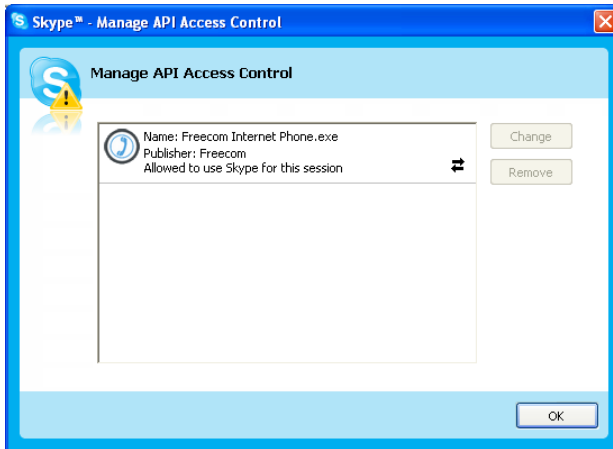 Skype™ - Manage API Access Control
Manage API Access Control
Name: Freecom Internet Phone.exe
Publisher: Freecom
Allowed to use Skype for this session
Change
Remove
OK